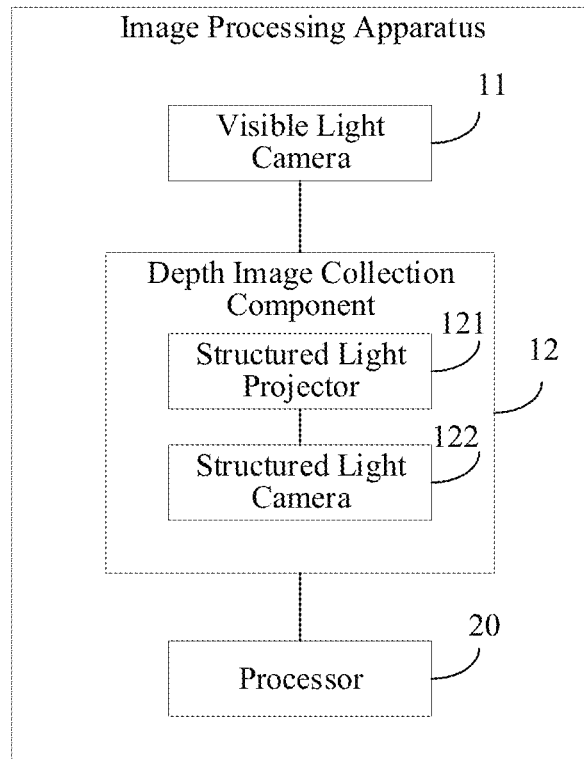 Image Processing Apparatus
11
Visible Light
Camera
Depth Image Collection
Component
121
Structured Light
Projector
12
122
Structured Light
Camera
20
Processor